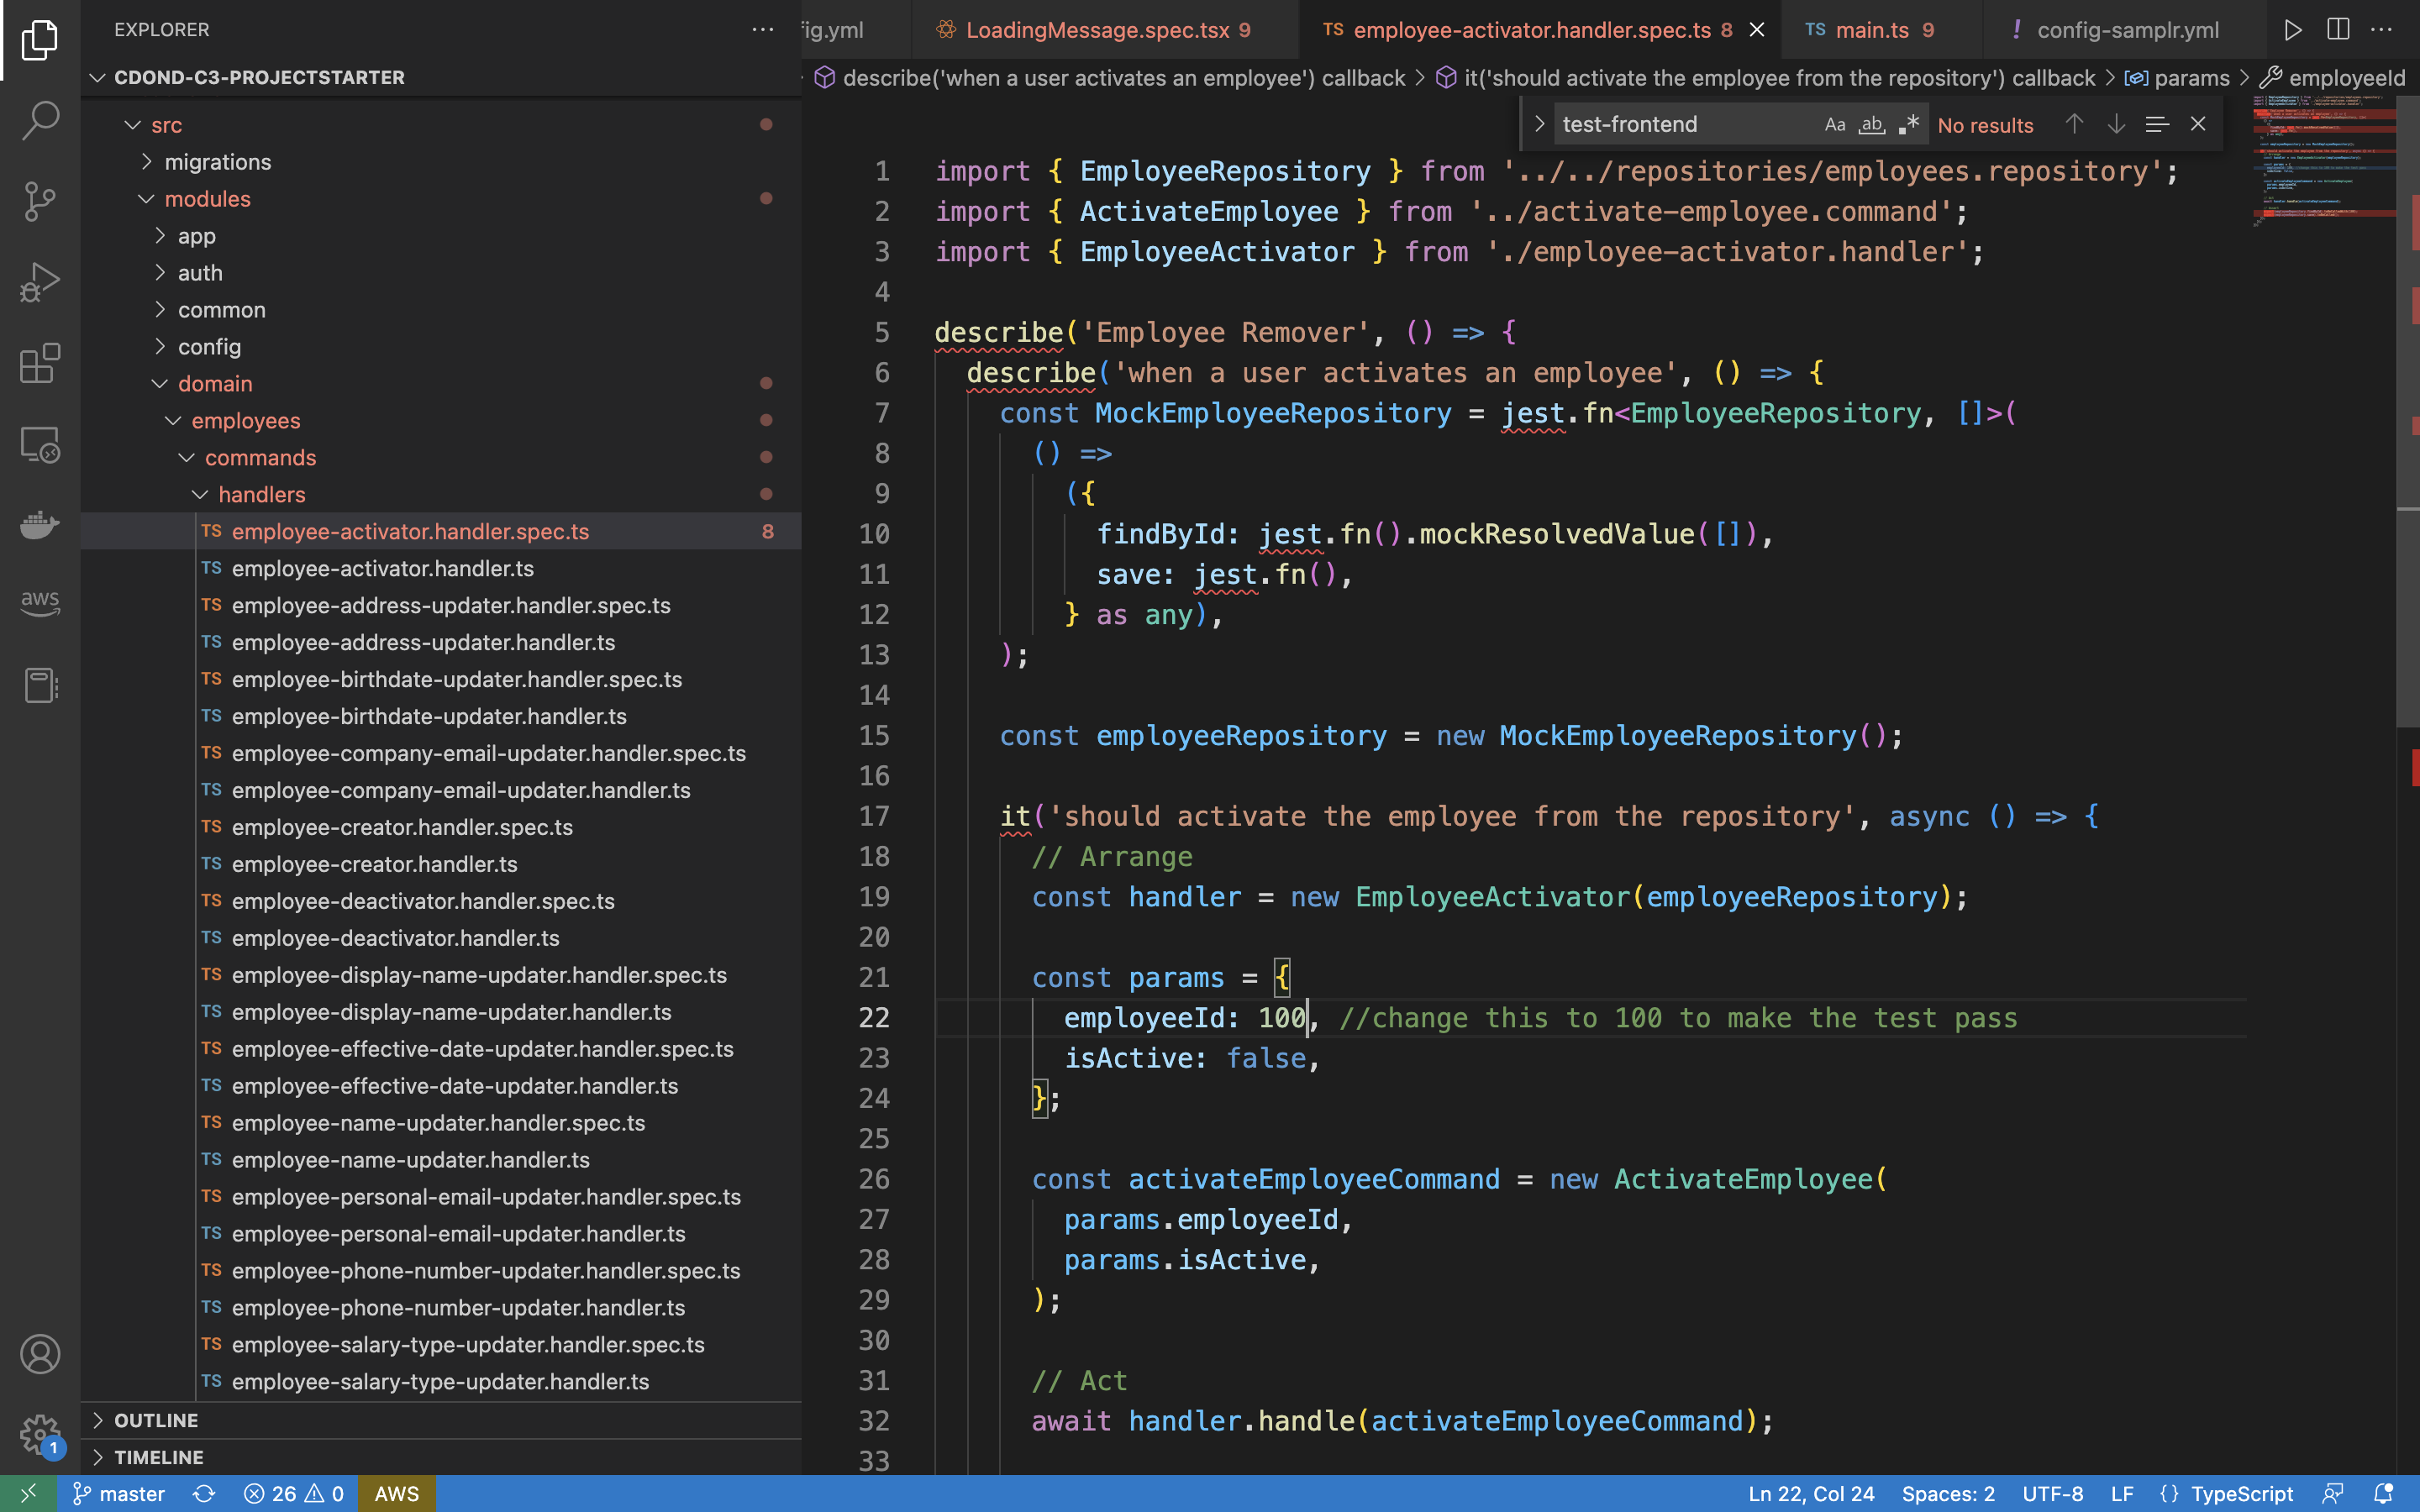 EXPLORER
fig.yml
LoadingMessage.spec.tsx 9
TS employee-activator.handler.spec.ts 8
TS main.ts 9
! config-samplr.yml
CDOND-C3-PROJECTSTARTER
describe('when a user activates an employee') callback > it('should activate the employee from the repository') callback > params > employeeId
test-frontend
Aa ab .*
No results
src
migrations
modules
app
auth
common
config
domain
employees
commands
handlers
TS employee-activator.handler.spec.ts 8
TS employee-activator.handler.ts
TS employee-address-updater.handler.spec.ts
TS employee-address-updater.handler.ts
TS employee-birthdate-updater.handler.spec.ts
TS employee-birthdate-updater.handler.ts
TS employee-company-email-updater.handler.spec.ts
TS employee-company-email-updater.handler.ts
TS employee-creator.handler.spec.ts
TS employee-creator.handler.ts
TS employee-deactivator.handler.spec.ts
TS employee-deactivator.handler.ts
TS employee-display-name-updater.handler.spec.ts
TS employee-display-name-updater.handler.ts
TS employee-effective-date-updater.handler.spec.ts
TS employee-effective-date-updater.handler.ts
TS employee-name-updater.handler.spec.ts
TS employee-name-updater.handler.ts
TS employee-personal-email-updater.handler.spec.ts
TS employee-personal-email-updater.handler.ts
TS employee-phone-number-updater.handler.spec.ts
TS employee-phone-number-updater.handler.ts
TS employee-salary-type-updater.handler.spec.ts
TS employee-salary-type-updater.handler.ts
OUTLINE
TIMELINE
aws
1
1 import { EmployeeRepository } from '../../repositories/employees.repository';
2 import { ActivateEmployee } from '../activate-employee.command';
3 import { EmployeeActivator } from './employee-activator.handler';
4
5 describe('Employee Remover', () => {
6 describe('when a user activates an employee', () => {
7 const MockEmployeeRepository = jest.fn<EmployeeRepository, []>(
8 () =>
9 ({
10 findById: jest.fn().mockResolvedValue([]),
11 save: jest.fn(),
12 } as any),
13 );
14
15 const employeeRepository = new MockEmployeeRepository();
16
17 it('should activate the employee from the repository', async () => {
18 // Arrange
19 const handler = new EmployeeActivator(employeeRepository);
20
21 const params = {
22 employeeId: 100, //change this to 100 to make the test pass
23 isActive: false,
24 };
25
26 const activateEmployeeCommand = new ActivateEmployee(
27 params.employeeId,
28 params.isActive,
29 );
30
31 // Act
32 await handler.handle(activateEmployeeCommand);
33
master
26 0
AWS
Ln 22, Col 24
Spaces: 2
UTF-8
LF
{} TypeScript